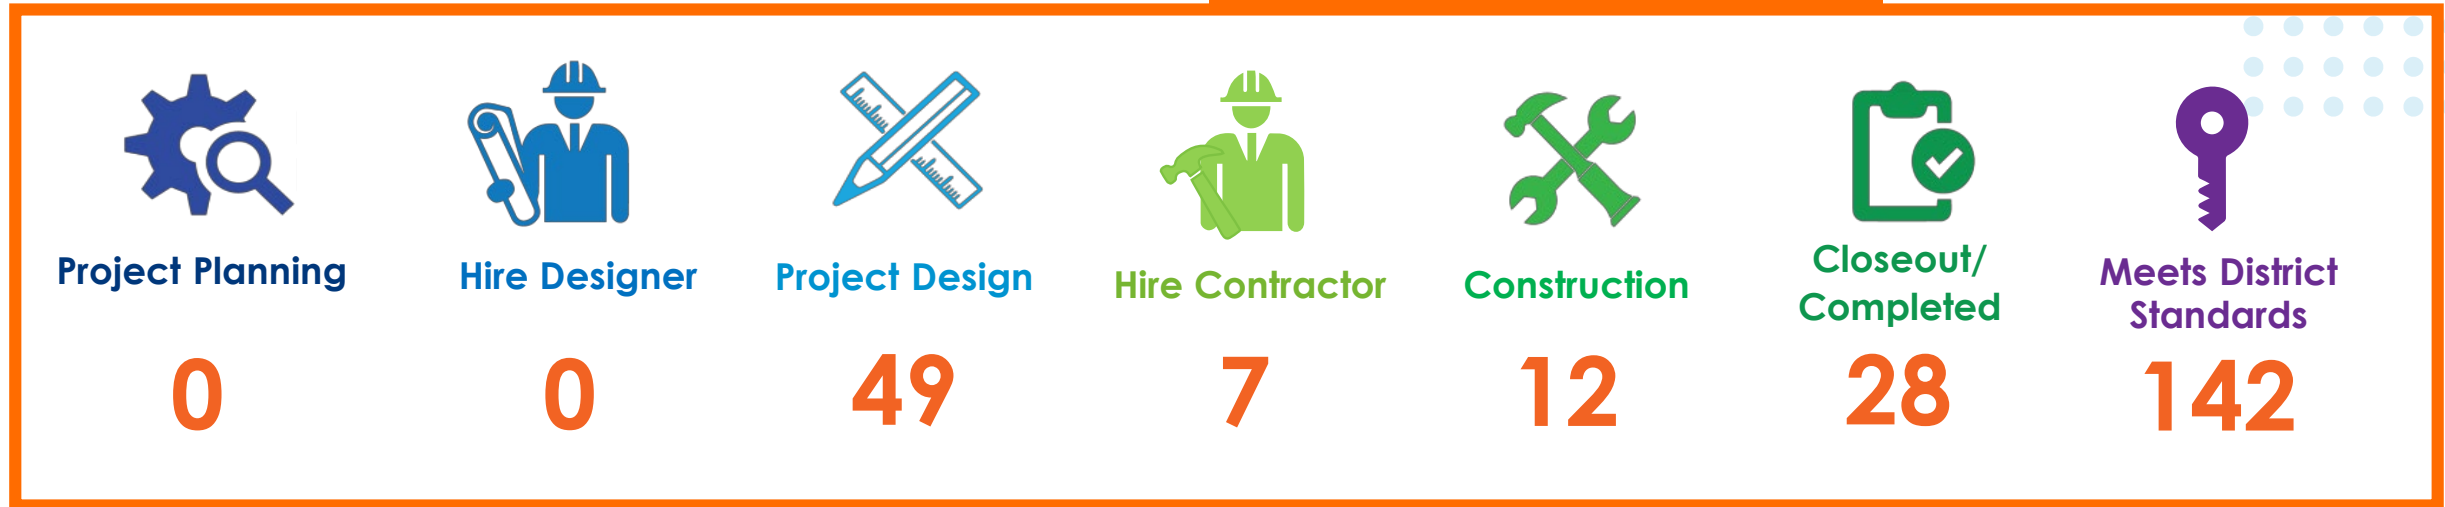 Project Planning
0
Hire Designer
0
Project Design
49
Hire Contractor
7
Construction
12
Closeout/
Completed
28
Meets District
Standards
142